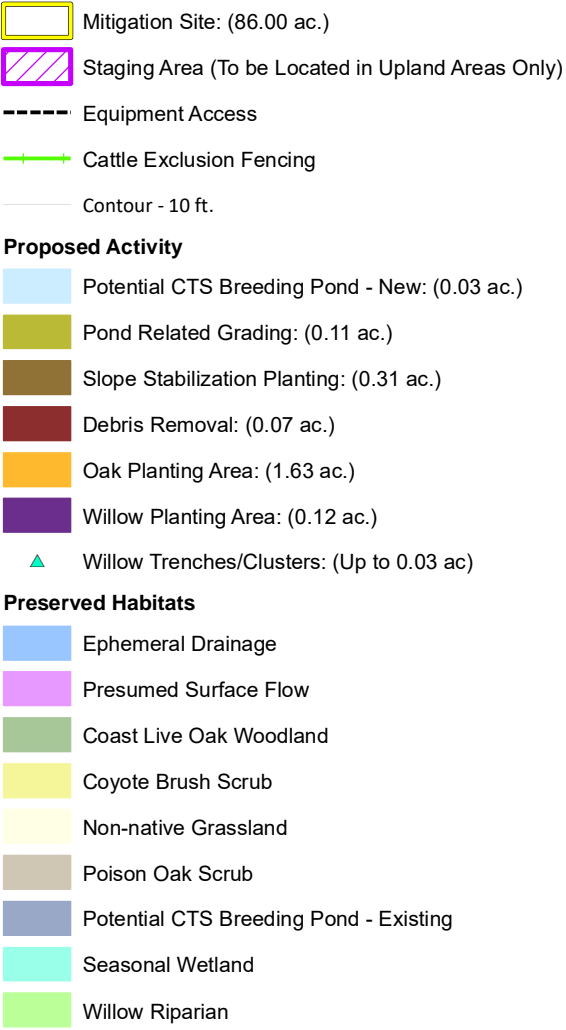 Mitigation Site: (86.00 ac.)
Staging Area (To be Located in Upland Areas Only)
Equipment Access
Cattle Exclusion Fencing
Contour - 10 ft.
Proposed Activity
Potential CTS Breeding Pond - New: (0.03 ac.)
Pond Related Grading: (0.11 ac.)
Slope Stabilization Planting: (0.31 ac.)
Debris Removal: (0.07 ac.)
Oak Planting Area: (1.63 ac.)
Willow Planting Area: (0.12 ac.)
Willow Trenches/Clusters: (Up to 0.03 ac)
Preserved Habitats
Ephemeral Drainage
Presumed Surface Flow
Coast Live Oak Woodland
Coyote Brush Scrub
Non-native Grassland
Poison Oak Scrub
Potential CTS Breeding Pond - Existing
Seasonal Wetland
Willow Riparian